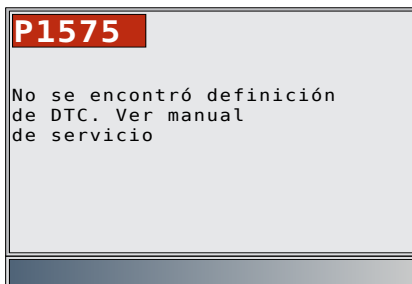 P1575
No se encontró definición
de DTC. Ver manual
de servicio